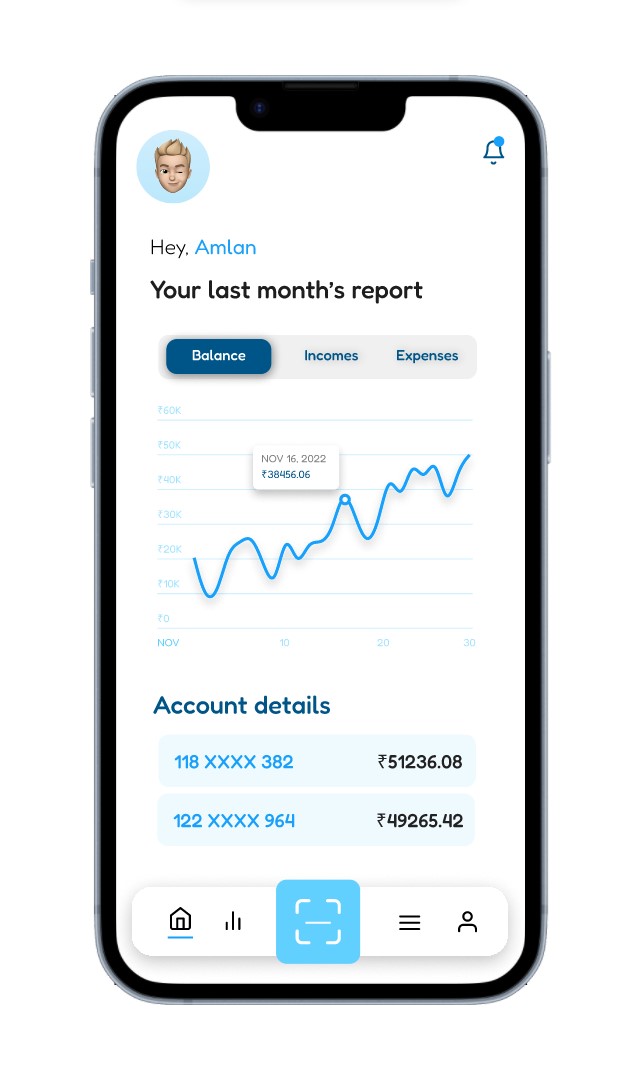 Hey, Amlan
Your last month's report
Balance Incomes Expenses
₹60K
₹50K
NOV 16, 2022
₹38456.06
₹40K
₹30K
₹20K
₹10K
₹0
NOV 10 20 30
Account details
118 XXXX 382 ₹51236.08
122 XXXX 964 ₹49265.42